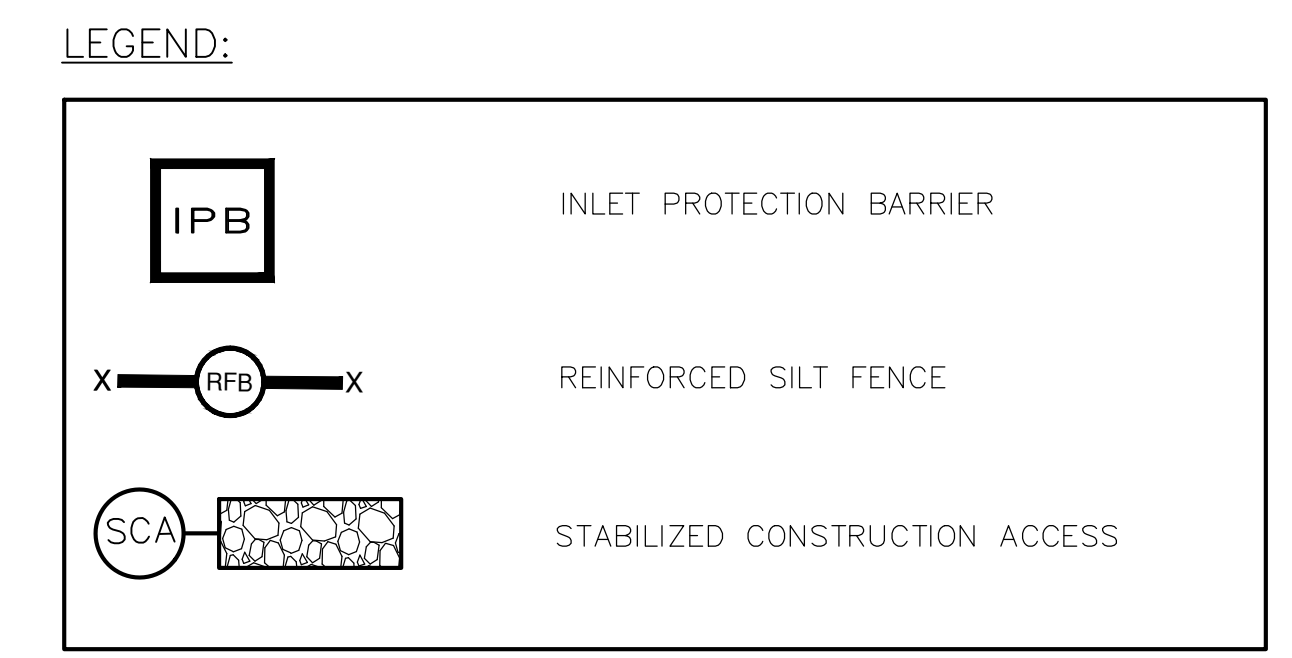 LEGEND:
IPB INLET PROTECTION BARRIER
X RFB X REINFORCED SILT FENCE
SCA STABILIZED CONSTRUCTION ACCESS